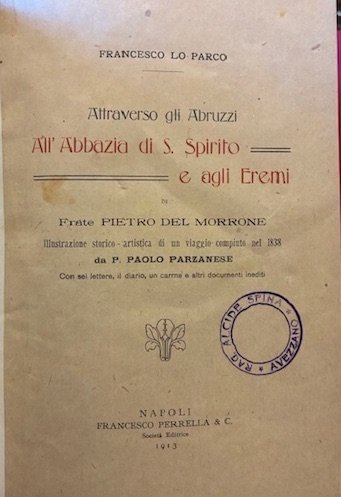 FRANCESCO LO PARCO
Attraverso gli Abruzzi
All'Abbazia di S. Spirito
e agli Eremi
DI
Frate PIETRO DEL MORRONE
Illustrazione storico-artistica di un viaggio compiuto nel 1838
da P. PAOLO PARZANESE
Con sei lettere, il diario, un carme e altri documenti inediti
RAG. ALCIDE SPINA * AVEZZANO *
NAPOLI
FRANCESCO PERRELLA & C.
Società Editrice
1913